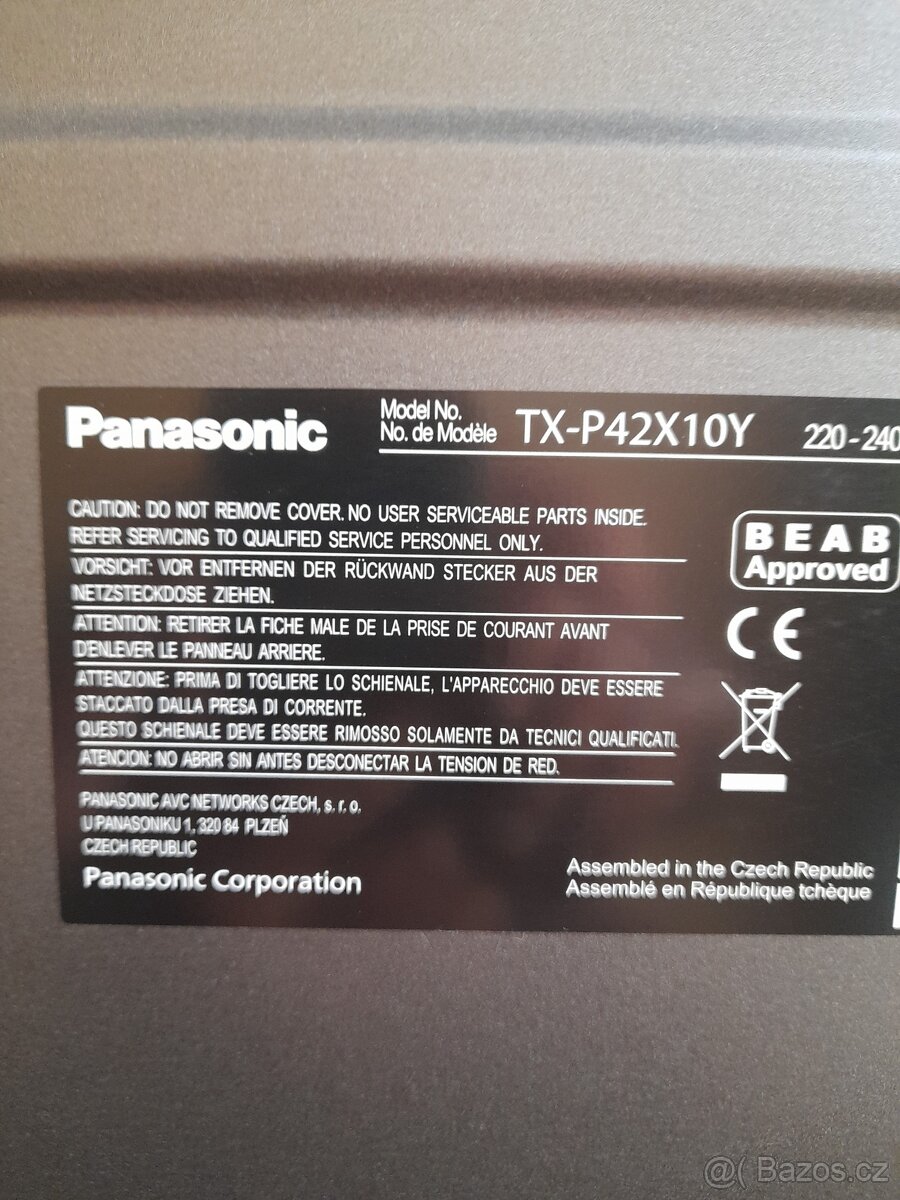 Panasonic
Model No.
No. de Modèle
TX-P42X10Y
220-240
CAUTION: DO NOT REMOVE COVER. NO USER SERVICEABLE PARTS INSIDE.
REFER SERVICING TO QUALIFIED SERVICE PERSONNEL ONLY.
VORSICHT: VOR ENTFERNEN DER RÜCKWAND STECKER AUS DER
NETZSTECKDOSE ZIEHEN.
ATTENTION: RETIRER LA FICHE MALE DE LA PRISE DE COURANT AVANT
D'ENLEVER LE PANNEAU ARRIERE.
ATTENZIONE: PRIMA DI TOGLIERE LO SCHIENALE, L'APPARECCHIO DEVE ESSERE
STACCATO DALLA PRESA DI CORRENTE.
QUESTO SCHIENALE DEVE ESSERE RIMOSSO SOLAMENTE DA TECNICI QUALIFICATI.
ATENCION: NO ABRIR SIN ANTES DESCONECTAR LA TENSION DE RED.
BEAB
Approved
CE
PANASONIC AVC NETWORKS CZECH, s. r. o.
U PANASONIKU 1, 320 84 PLZEŇ
CZECH REPUBLIC
Panasonic Corporation
Assembled in the Czech Republic
Assemblé en République tchèque
@( Bazos.cz